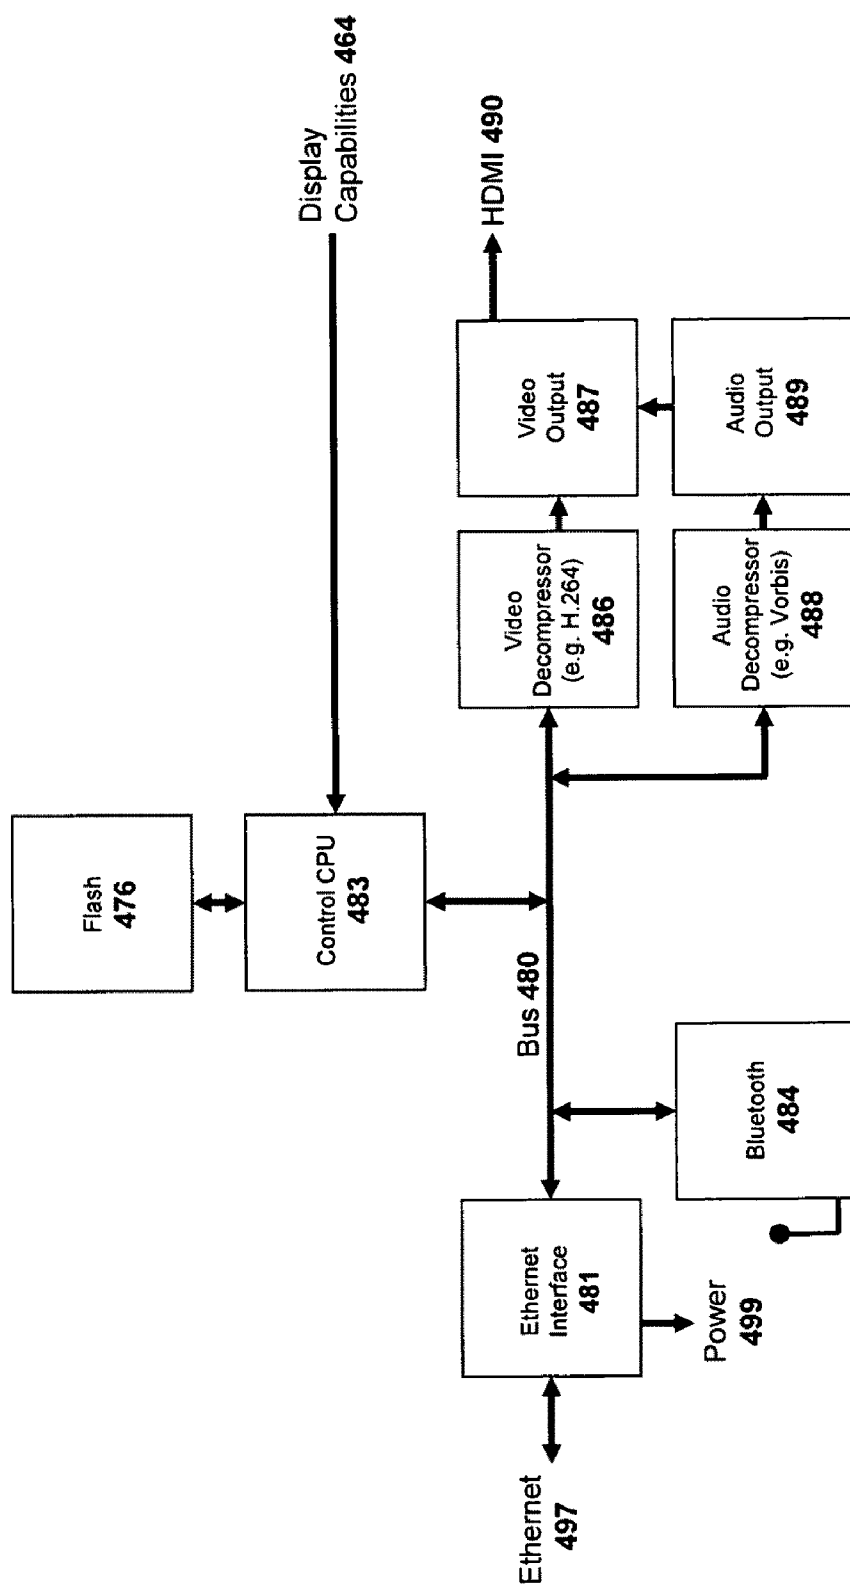 Display
Capabilities 464
Flash
476
Control CPU
483
HDMI 490
Video
Output
487
Video
Decompressor
(e.g. H.264)
486
Bus 480
Ethernet
Interface
481
Ethernet
497
Power
499
Bluetooth
484
Audio
Decompressor
(e.g. Vorbis)
488
Audio
Output
489